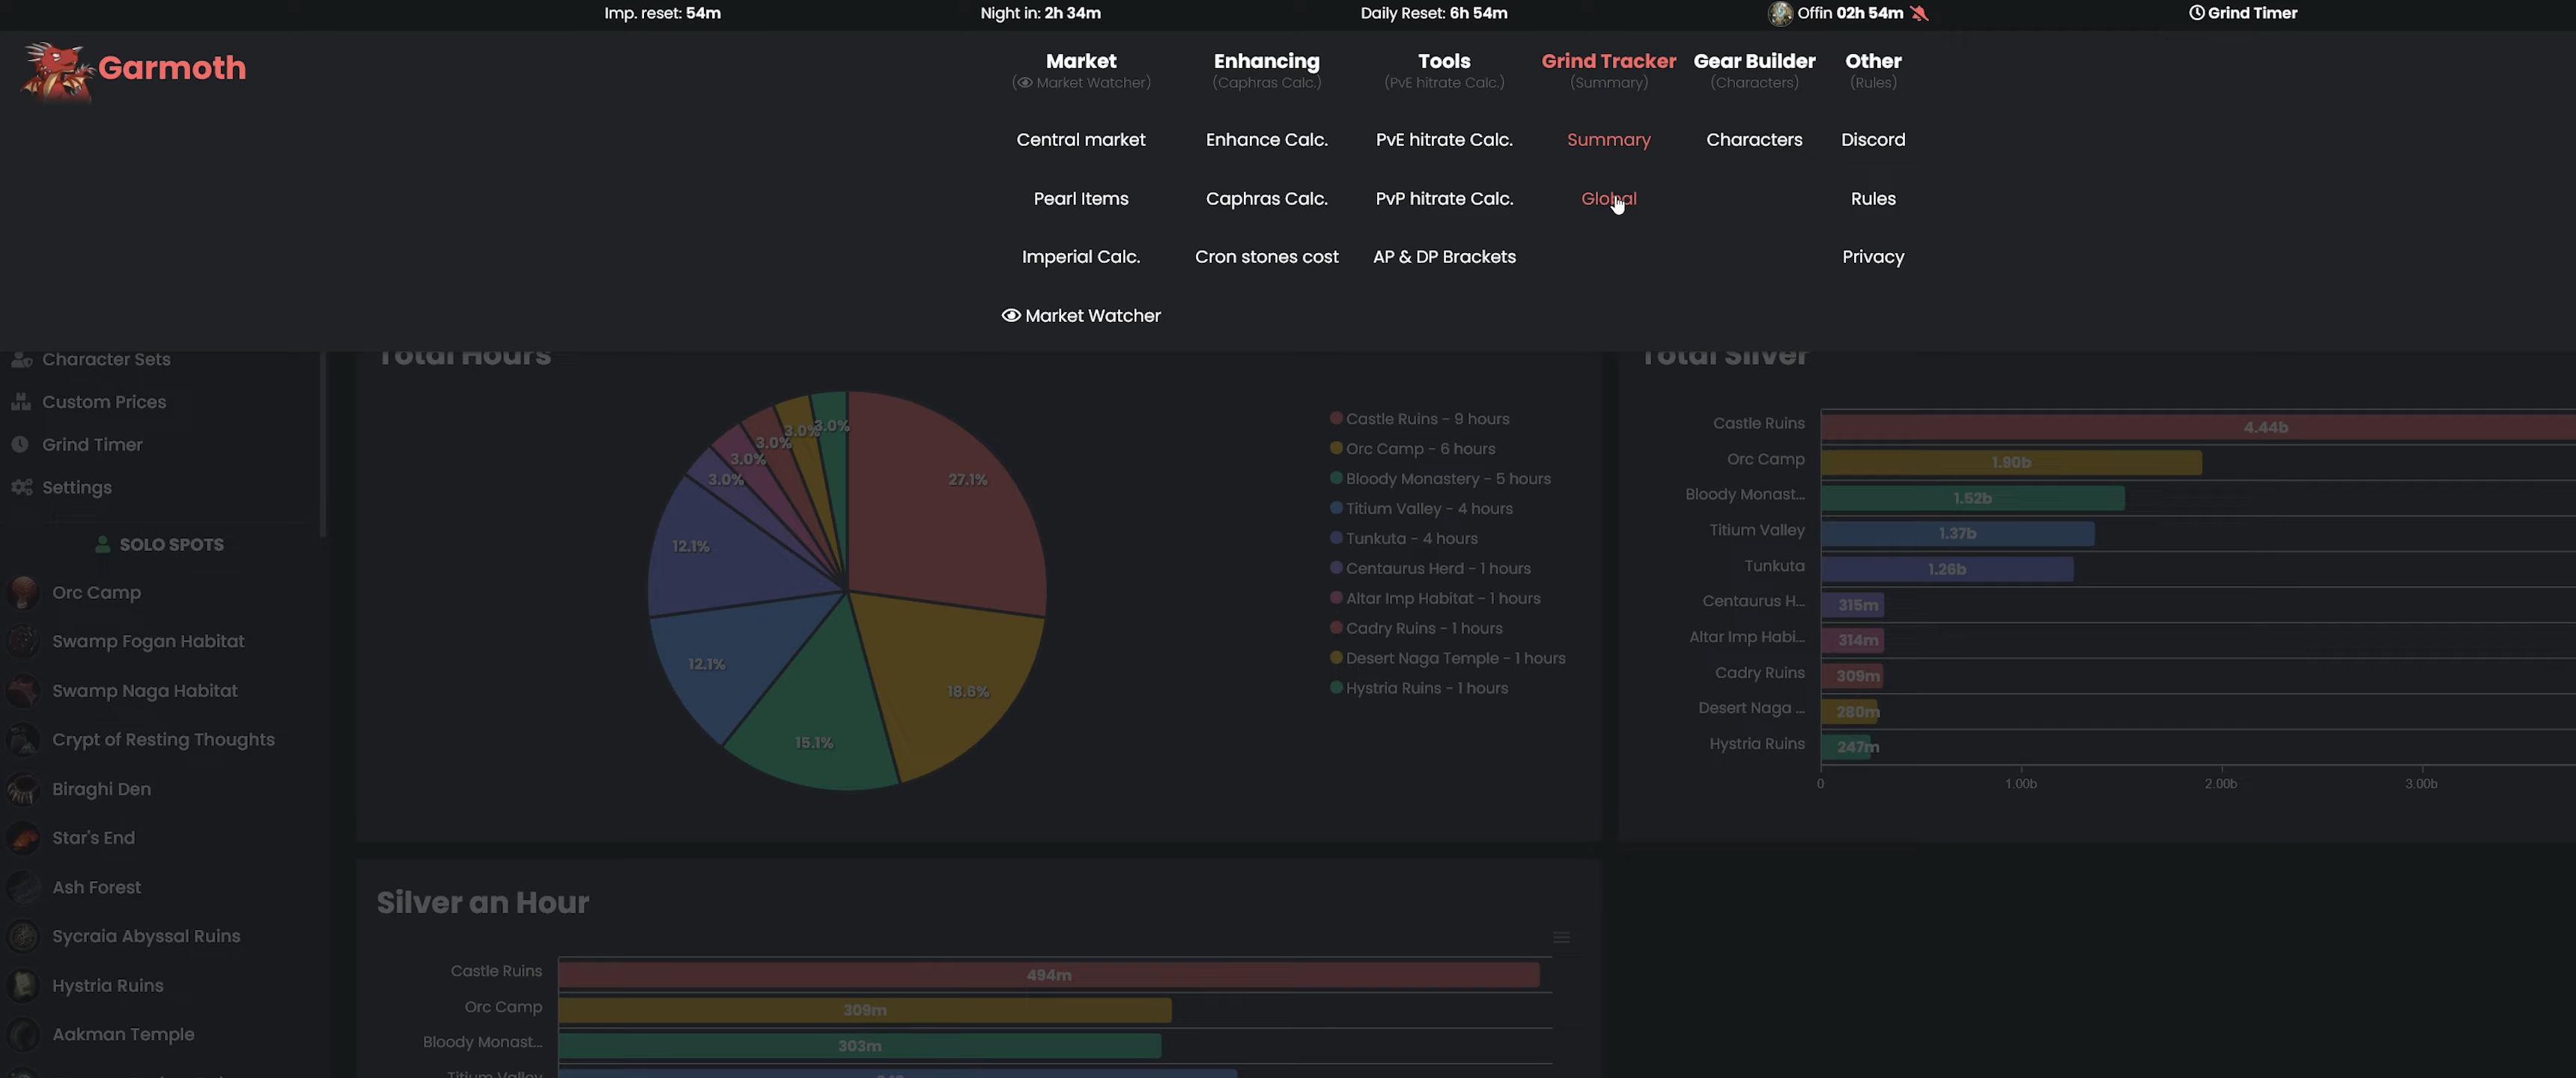 Imp. reset: 54m
Night in: 2h 34m
Daily Reset: 6h 54m
Offin 02h 54m
Grind Timer
Garmoth
Market
(Market Watcher)
Enhancing
(Caphras Calc.)
Tools
(PvE hitrate Calc.)
Grind Tracker
(Summary)
Gear Builder
(Characters)
Other
(Rules)
Central market
Enhance Calc.
PvE hitrate Calc.
Summary
Characters
Discord
Pearl Items
Caphras Calc.
PvP hitrate Calc.
Global
Rules
Imperial Calc.
Cron stones cost
AP & DP Brackets
Privacy
Market Watcher
Character Sets
Custom Prices
Grind Timer
Settings
SOLO SPOTS
Orc Camp
Swamp Fogan Habitat
Swamp Naga Habitat
Crypt of Resting Thoughts
Biraghi Den
Star's End
Ash Forest
Sycraia Abyssal Ruins
Hystria Ruins
Aakman Temple
Total Hours
27.1%
18.6%
15.1%
12.1%
12.1%
3.0%
3.0%
3.0%
3.0%
3.0%
Castle Ruins - 9 hours
Orc Camp - 6 hours
Bloody Monastery - 5 hours
Titium Valley - 4 hours
Tunkuta - 4 hours
Centaurus Herd - 1 hours
Altar Imp Habitat - 1 hours
Cadry Ruins - 1 hours
Desert Naga Temple - 1 hours
Hystria Ruins - 1 hours
Total Silver
Castle Ruins 4.44b
Orc Camp 1.90b
Bloody Monast... 1.52b
Titium Valley 1.37b
Tunkuta 1.26b
Centaurus H... 315m
Altar Imp Habi... 314m
Cadry Ruins 309m
Desert Naga ... 280m
Hystria Ruins 247m
0 1.00b 2.00b 3.00b
Silver an Hour
Castle Ruins 494m
Orc Camp 309m
Bloody Monast... 303m
Titium Valley